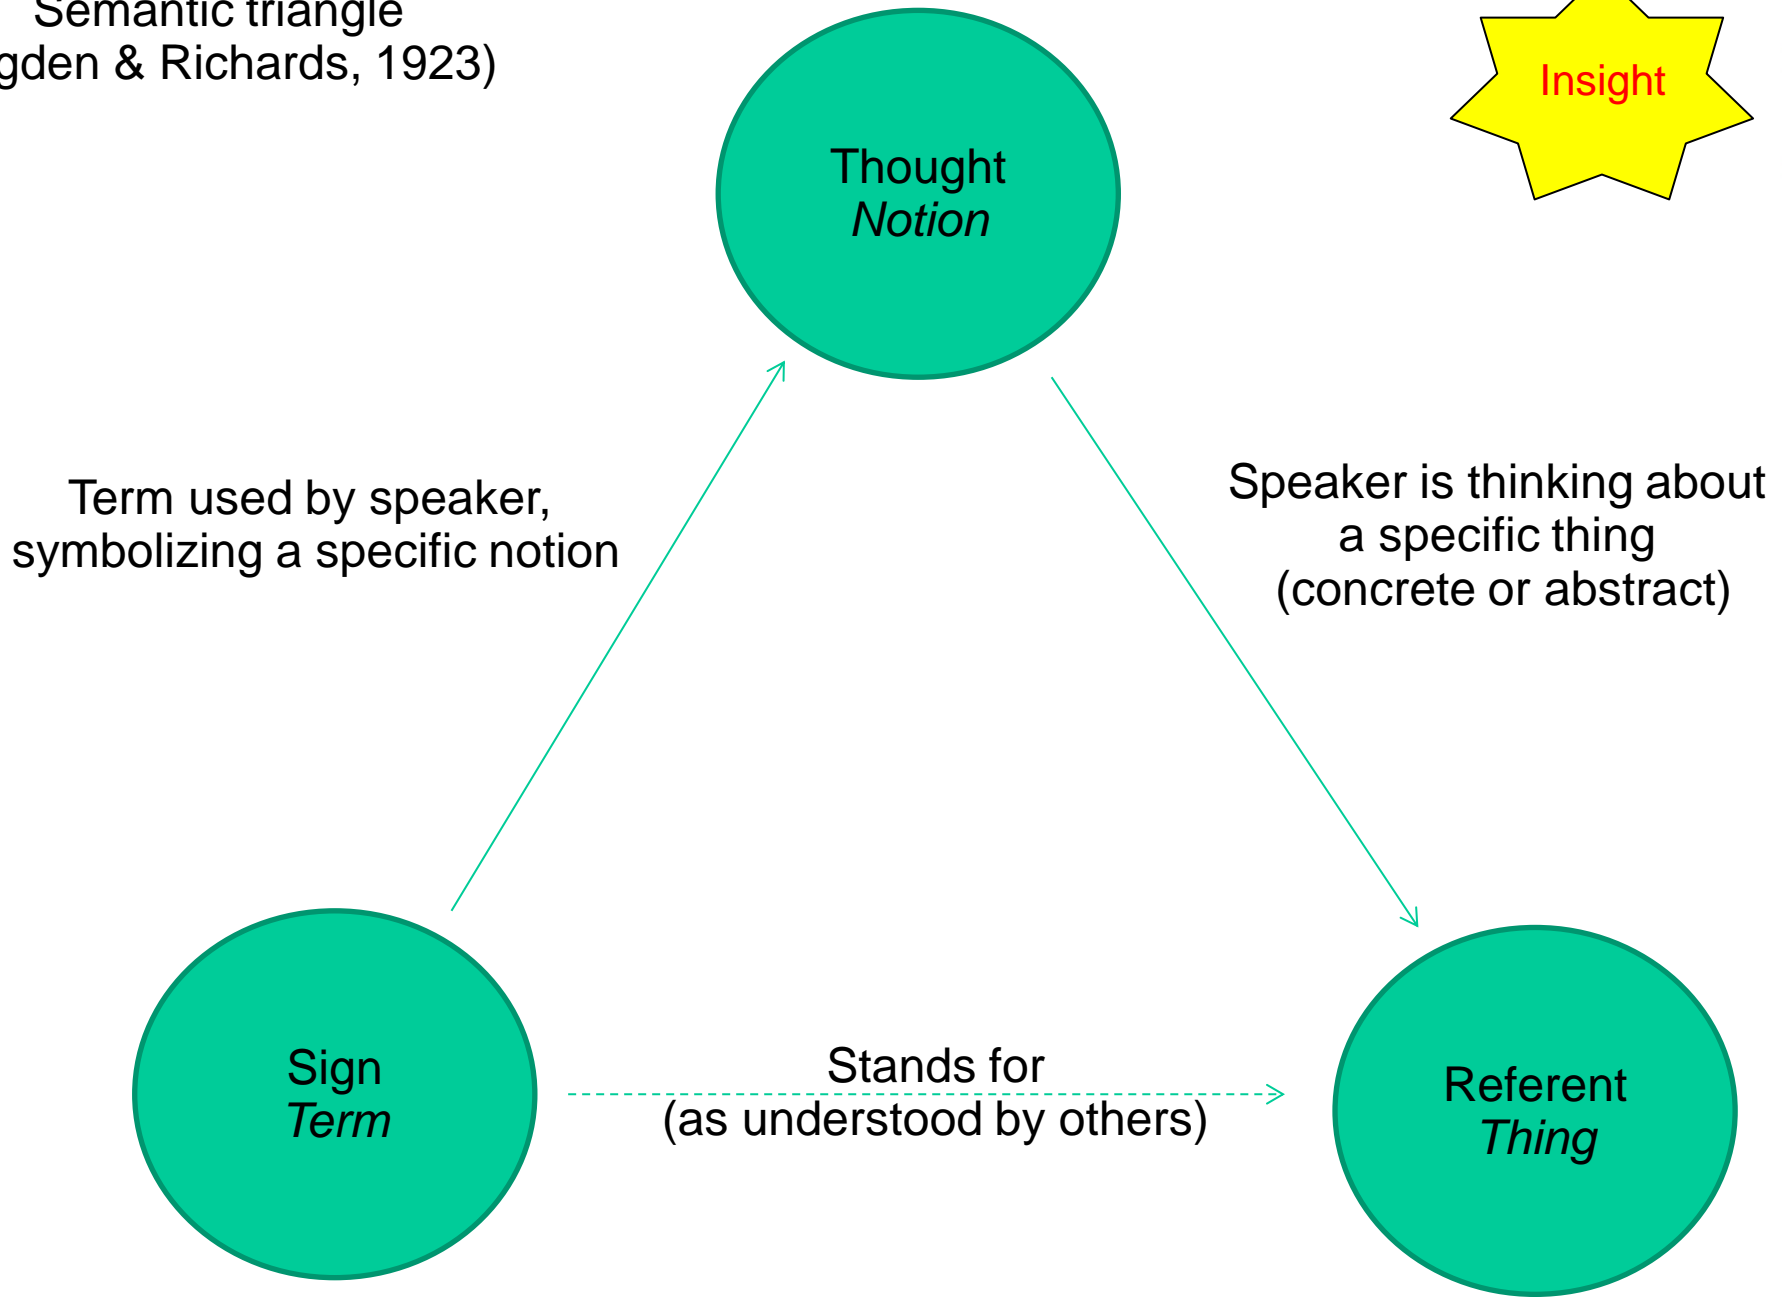 Semantic triangle
gden & Richards, 1923)
Insight
Thought
Notion
Term used by speaker,
symbolizing a specific notion
Speaker is thinking about
a specific thing
(concrete or abstract)
Sign
Term
Stands for
(as understood by others)
Referent
Thing